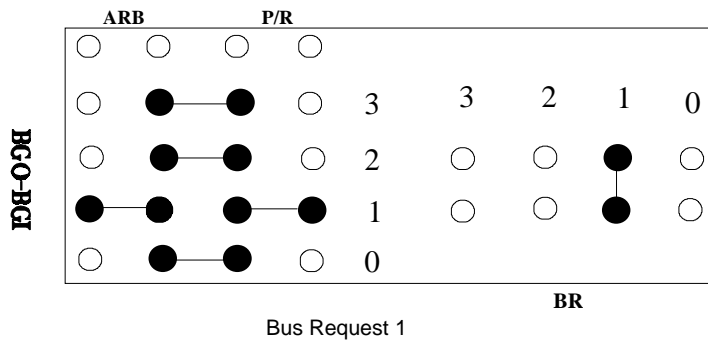 ARB P/R
3 3 2 1 0
2
1
0
BGO-BGI
BR
Bus Request 1